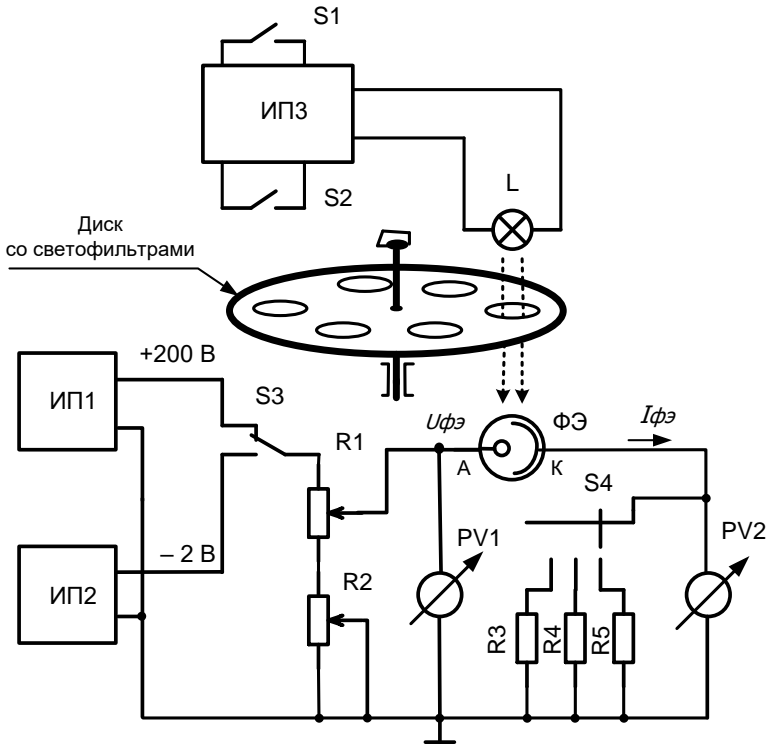 S1
ИП3
S2
L
Диск
со светофильтрами
+200 В
ИП1
S3
R1
Uфэ
ФЭ
Iфэ
А
К
S4
PV1
PV2
– 2 В
ИП2
R2
R3
R4
R5